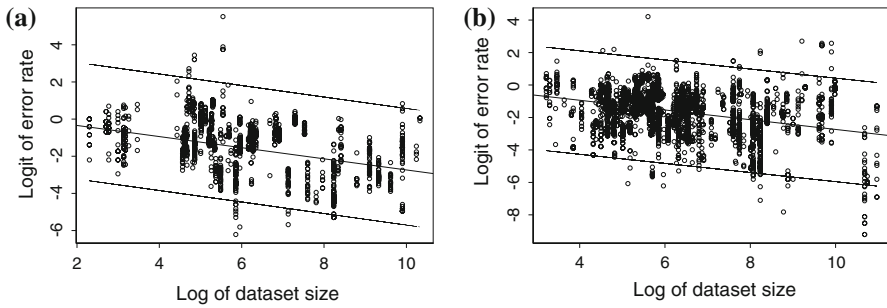 (a)
Logit of error rate
4
2
0
-2
-4
-6
2 4 6 8 10
Log of dataset size
(b)
Logit of error rate
4
2
0
-2
-4
-6
-8
4 6 8 10
Log of dataset size